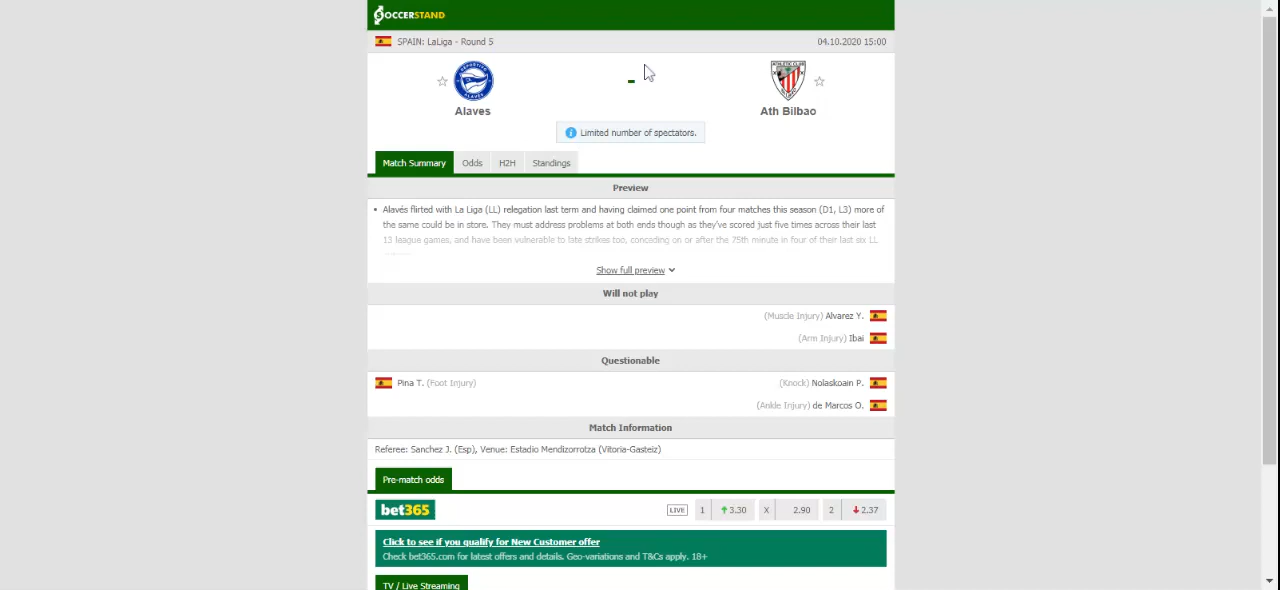 SOCCERSTAND
SPAIN: LaLiga - Round 5
04.10.2020 15:00
-
Alaves
Ath Bilbao
Limited number of spectators.
Match Summary
Odds
H2H
Standings
Preview
• Alavés flirted with La Liga (LL) relegation last term and having claimed one point from four matches this season (D1, L3) more of
the same could be in store. They must address problems at both ends though as they've scored just five times across their last
13 league games, and have been vulnerable to late strikes too, conceding on or after the 75th minute in four of their last six LL
Show full preview
Will not play
(Muscle Injury) Alvarez Y.
(Arm Injury) Ibai
Questionable
Pina T. (Foot Injury)
(Knock) Nolaskoain P.
(Ankle Injury) de Marcos O.
Match Information
Referee: Sanchez J. (Esp), Venue: Estadio Mendizorrotza (Vitoria-Gasteiz)
Pre-match odds
bet365
LIVE
1 3.30
X 2.90
2 2.37
Click to see if you qualify for New Customer offer
Check bet365.com for latest offers and details. Geo-variations and T&Cs apply. 18+
TV / Live Streaming